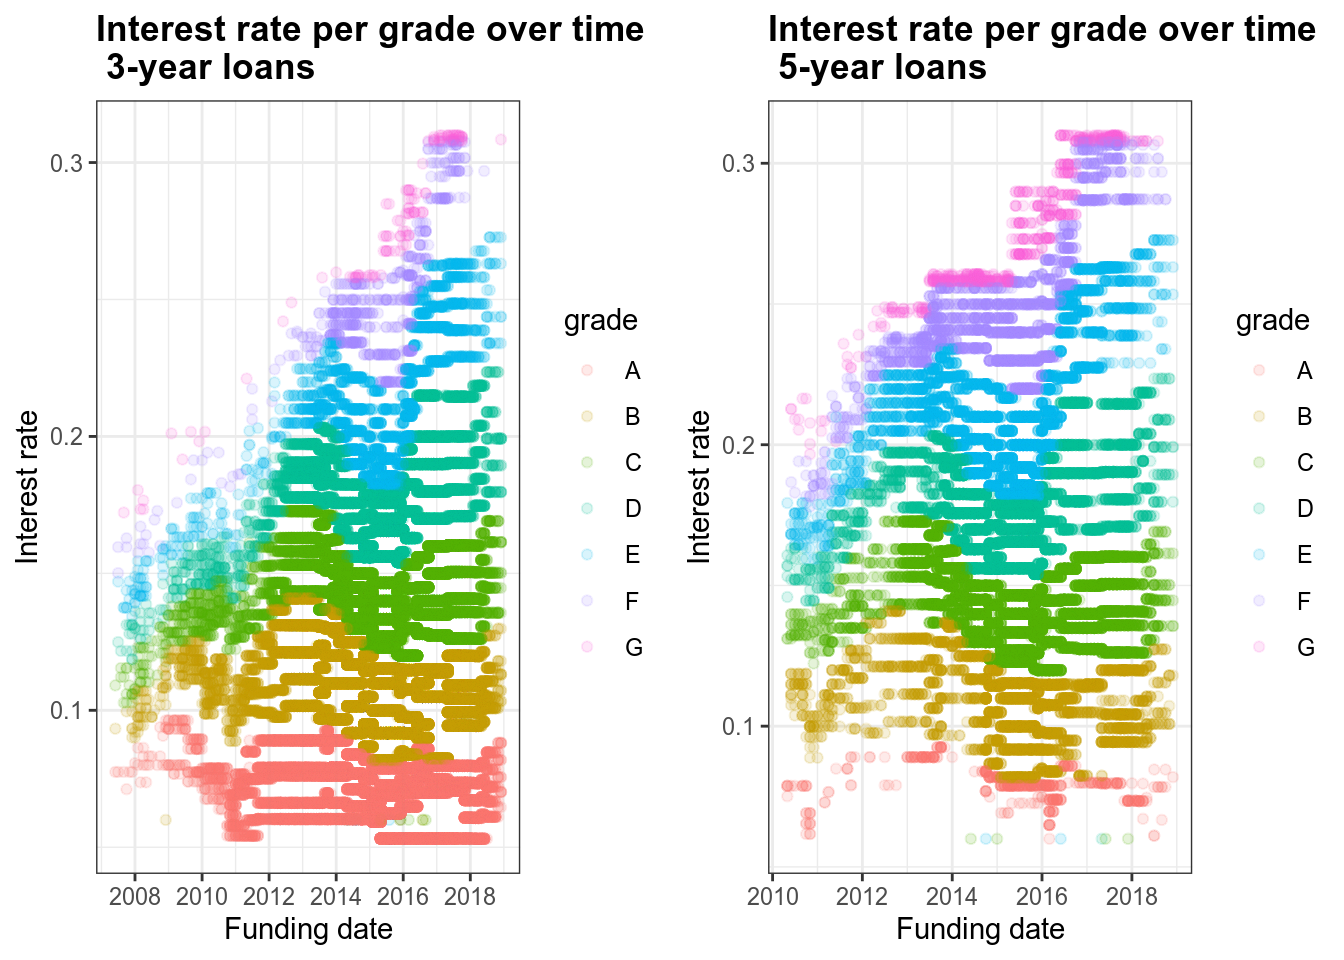 Interest rate per grade over time
3-year loans
Interest rate
0.3
0.2
0.1
2008 2010 2012 2014 2016 2018
Funding date
grade
A
B
C
D
E
F
G
Interest rate per grade over time
5-year loans
Interest rate
0.3
0.2
0.1
2010 2012 2014 2016 2018
Funding date
grade
A
B
C
D
E
F
G